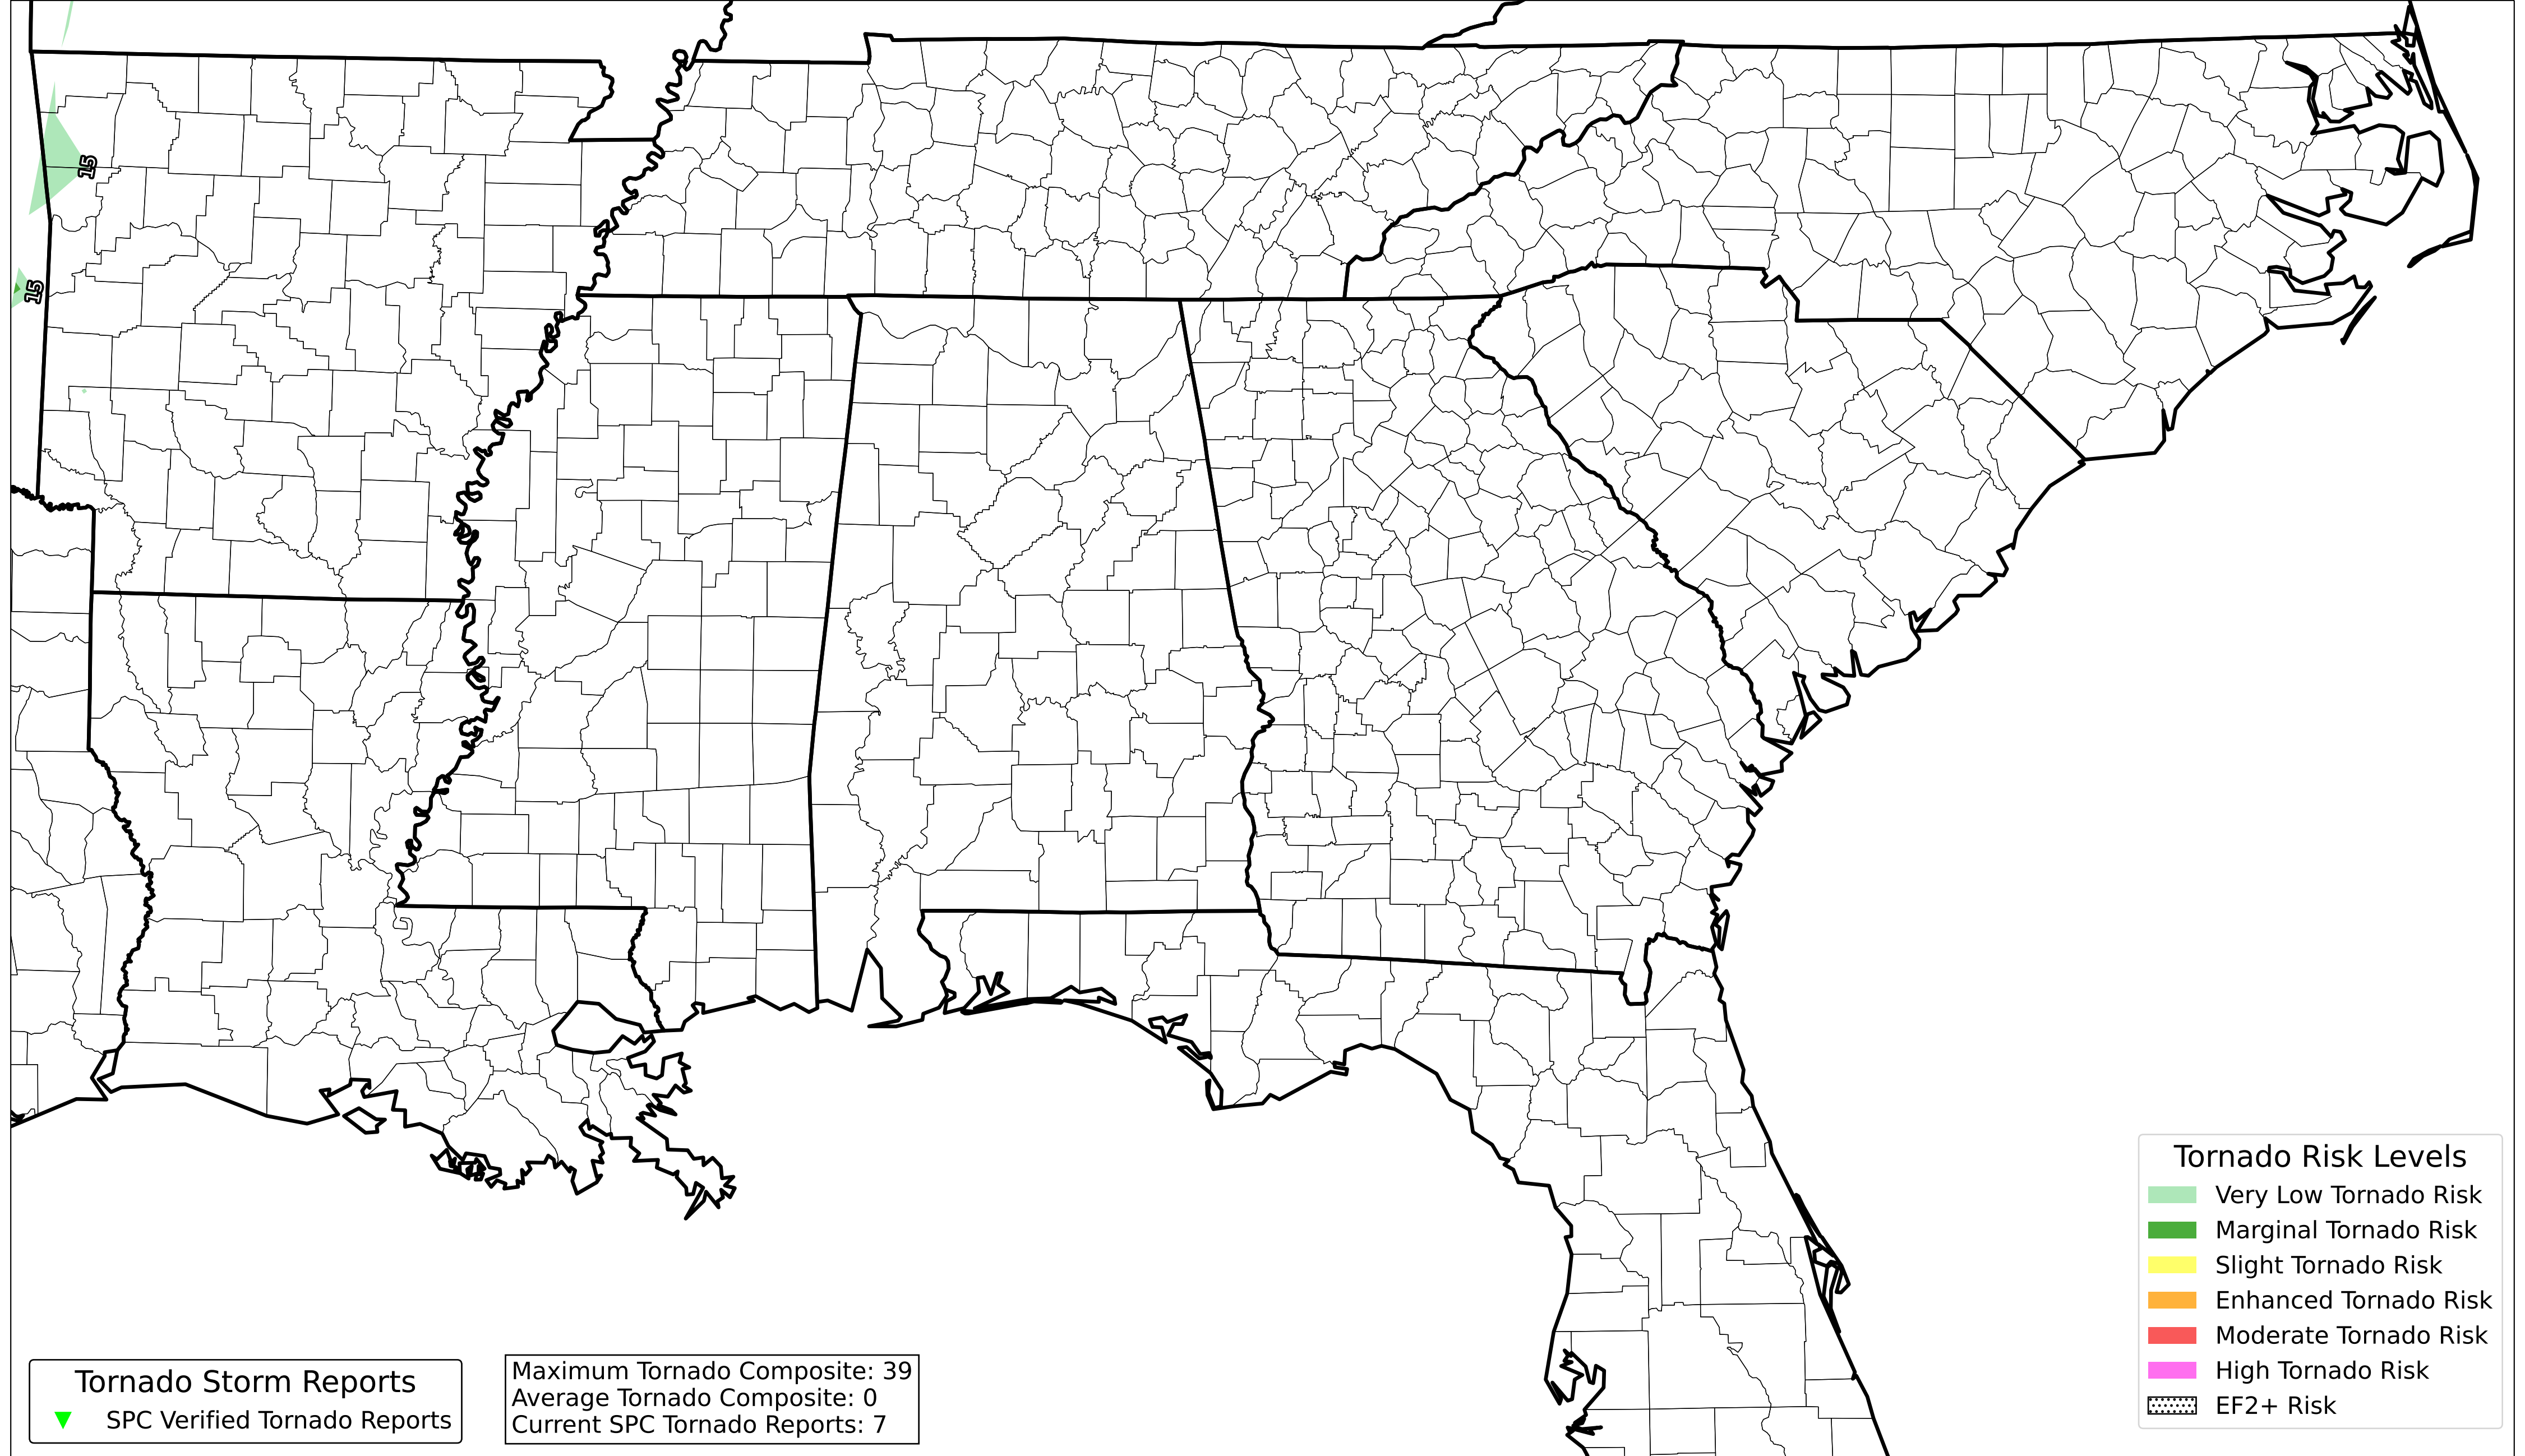 15
15
Tornado Risk Levels
Very Low Tornado Risk
Marginal Tornado Risk
Slight Tornado Risk
Enhanced Tornado Risk
Moderate Tornado Risk
High Tornado Risk
EF2+ Risk
Tornado Storm Reports
SPC Verified Tornado Reports
Maximum Tornado Composite: 39
Average Tornado Composite: 0
Current SPC Tornado Reports: 7